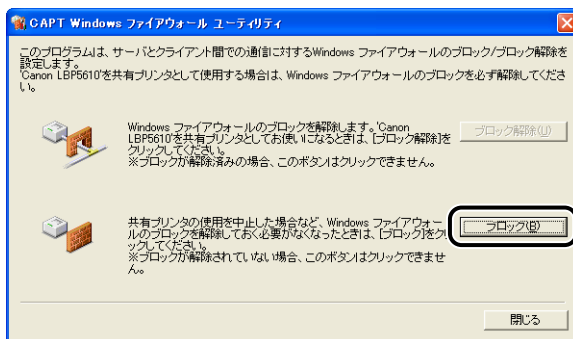 CAPT Windows ファイアウォール ユーティリティ
このプログラムは、サーバとクライアント間での通信に対するWindows ファイアウォールのブロック/ブロック解除を
設定します。
'Canon LBP5610'を共有プリンタとして使用する場合は、Windows ファイアウォールのブロックを必ず解除してくださ
い。
Windows ファイアウォールのブロックを解除します。'Canon
LBP5610'を共有プリンタとしてお使いになるときは、[ブロック解除]を
クリックしてください。
※ブロックが解除済みの場合、このボタンはクリックできません。
ブロック解除(U)
共有プリンタの使用を中止した場合など、Windows ファイアウォー
ルのブロックを解除しておく必要がなくなったときは、[ブロック]をクリ
ックしてください。
※ブロックが解除されていない場合、このボタンはクリックできませ
ん。
ブロック(B)
閉じる